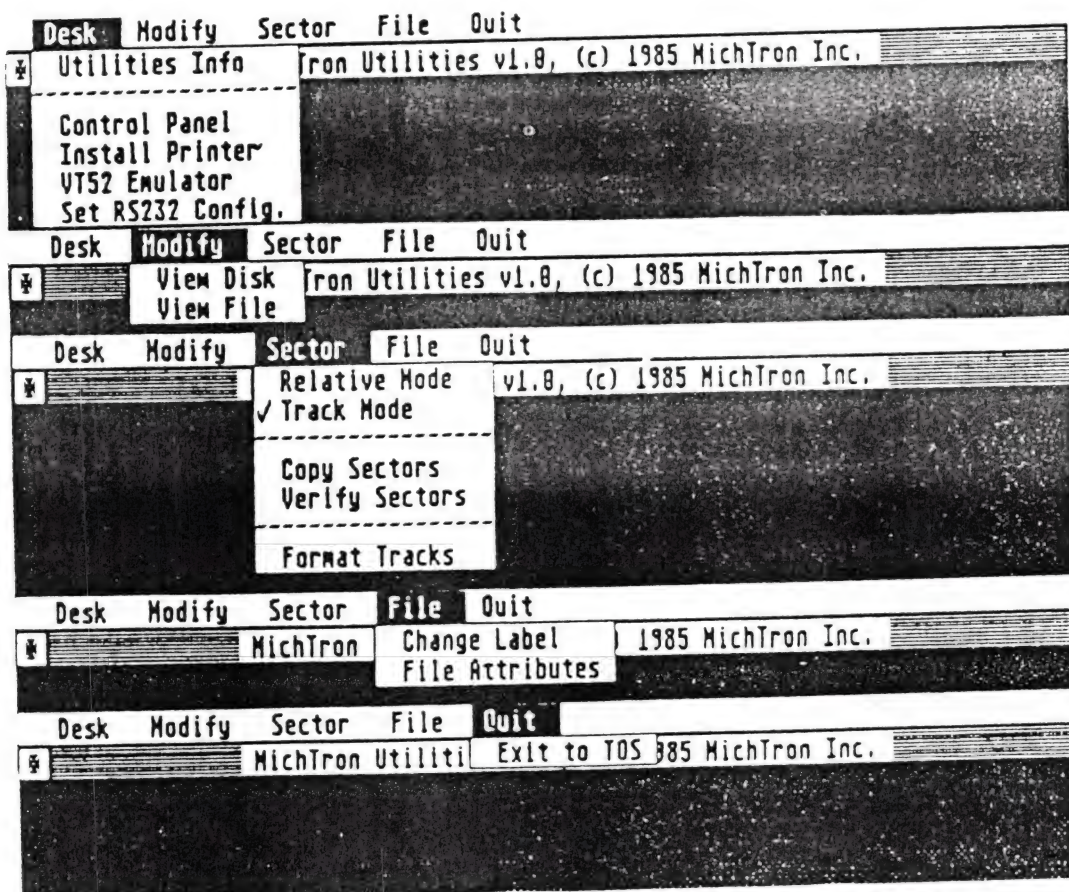 Desk Modify Sector File Quit
Utilities Info Tron Utilities v1.0, (c) 1985 MichTron Inc.
Control Panel
Install Printer
VT52 Emulator
Set RS232 Config.
Desk Modify Sector File Quit
View Disk Tron Utilities v1.0, (c) 1985 MichTron Inc.
View File
Desk Modify Sector File Quit
Relative Mode v1.0, (c) 1985 MichTron Inc.
✓ Track Mode
Copy Sectors
Verify Sectors
Format Tracks
Desk Modify Sector File Quit
MichTron Change Label ) 1985 MichTron Inc.
File Attributes
Desk Modify Sector File Quit
MichTron Utiliti Exit to TOS 985 MichTron Inc.